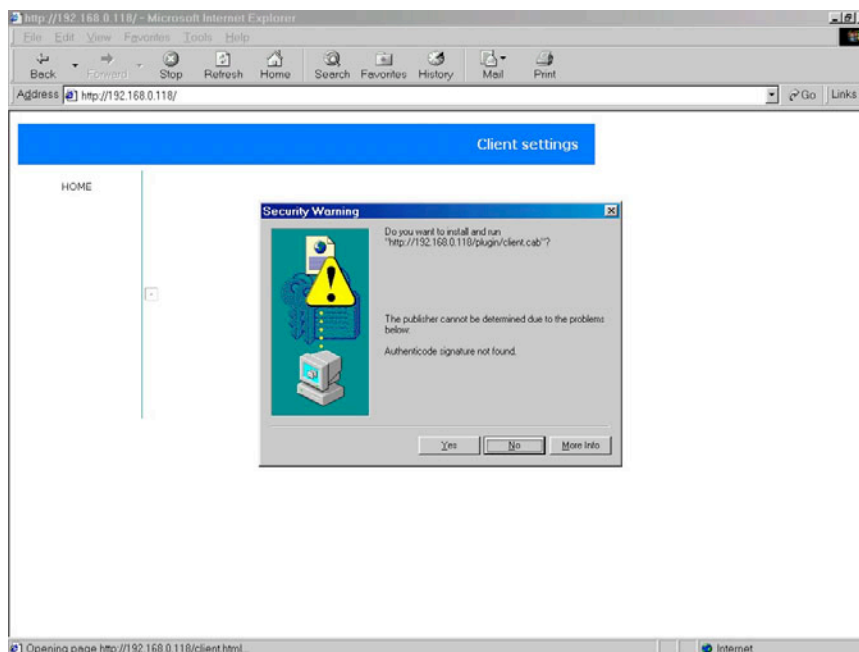 http://192.168.0.118/ - Microsoft Internet Explorer
File Edit View Favorites Tools Help
Back Forward Stop Refresh Home Search Favorites History Mail Print
Address http://192.168.0.118/ Go Links
Client settings
HOME
Security Warning
Do you want to install and run
"http://192.168.0.118/plugin/client.cab"?
The publisher cannot be determined due to the problems
below:
Authenticode signature not found.
Yes No More Info
Opening page http://192.168.0.118/client.html... Internet